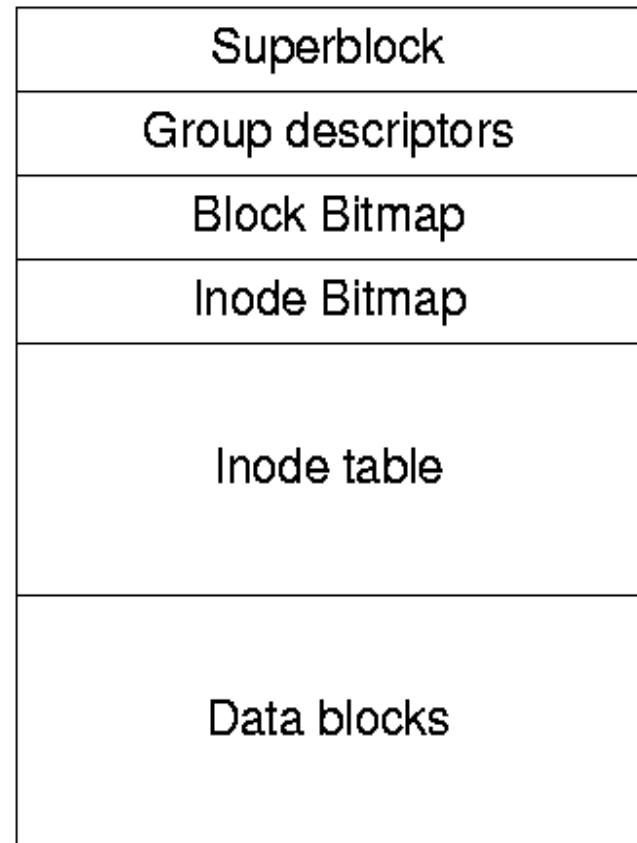 Superblock
Group descriptors
Block Bitmap
Inode Bitmap
Inode table
Data blocks